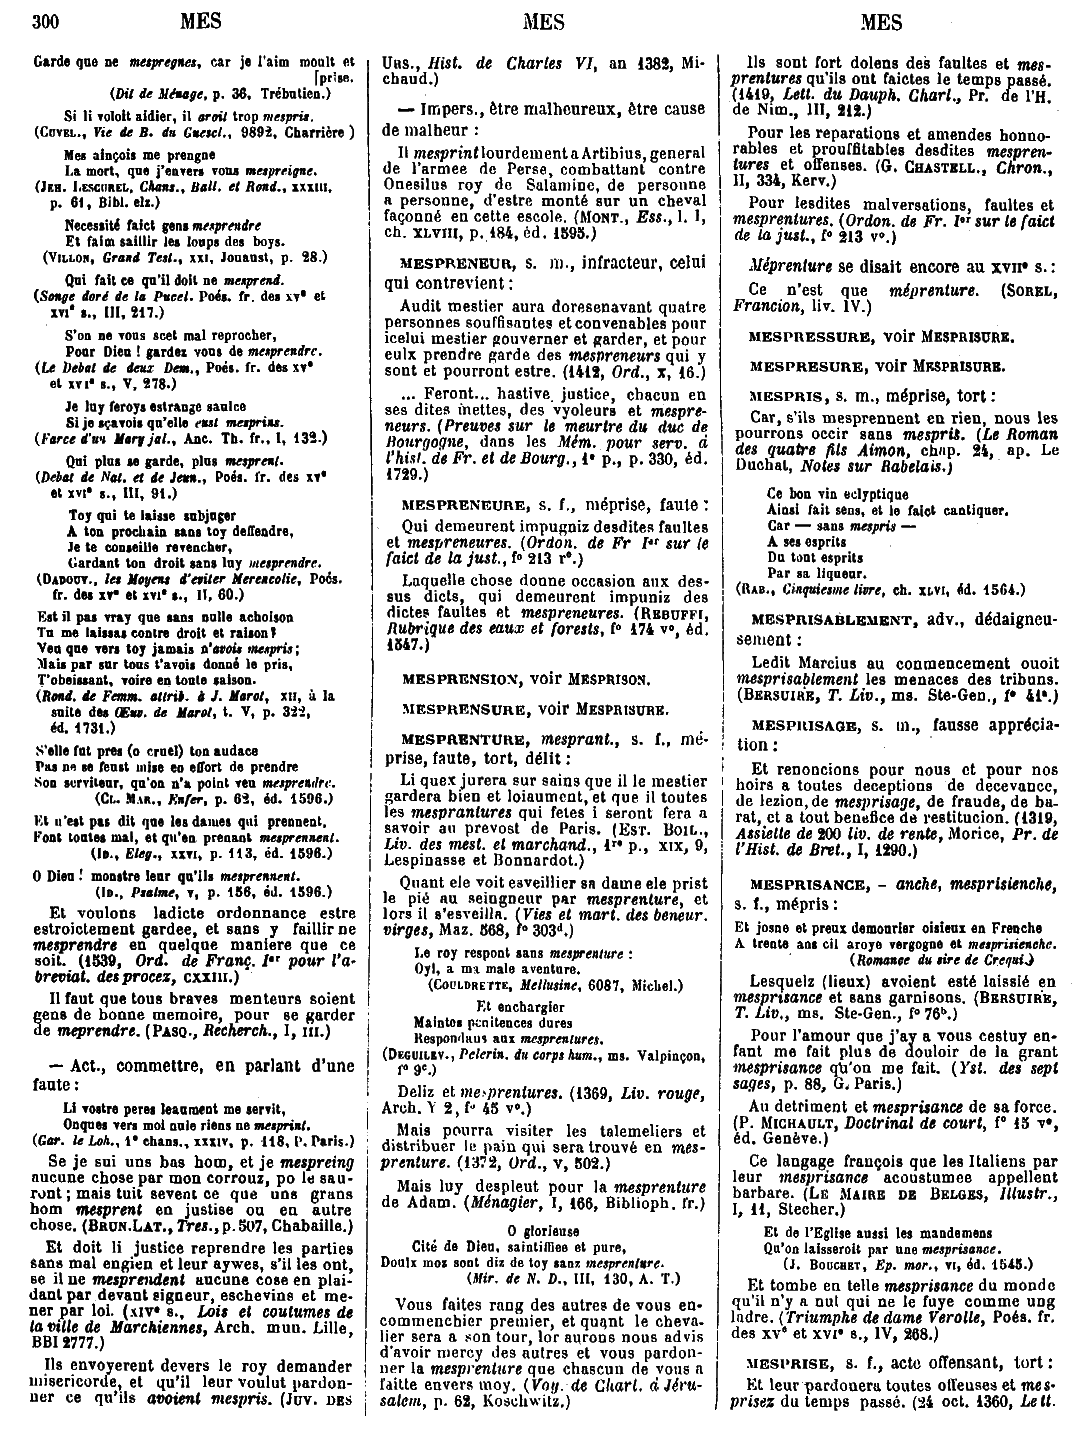 300 MES MES MES
Garde que ne mespregnes, car je l'aim moult et
[prise.
(Dit de Ménage, p. 36, Trébutien.)
Si li voloit aidier, il aroit trop mespris.
(CUVEL., Vie de B. du Guescl., 9892, Charrière)
Mes ainçois me prengne
La mort, que j'envers vous mespreigne.
(JEH. LESCUREL, Chans., Ball. et Rond., XXXIII,
p. 61, Bibl. elz.)
Necessité faict gens mesprendre
Et faim saillir les loups des boys.
(VILLON, Grand Test., XXI, Jouaust, p. 28.)
Qui fait ce qu'il doit ne mesprend.
(Songe doré de la Pucel. Poés. fr. des XVe et
XVIe s., III, 217.)
S'on ne vous scet mal reprocher,
Pour Dieu ! gardez vous de mesprendre.
(Le Debat de deux Dem., Poés. fr. des XVe
et XVIe s., V, 278.)
Je luy feroys estrange saulce
Si je sçavois qu'elle eust mesprins.
(Farce d'un Mary jal., Anc. Th. fr., I, 132.)
Qui plus se garde, plus mesprent.
(Debat de Nat. et de Jeun., Poés. fr. des XVe
et XVIe s., III, 91.)
Toy qui te laisse subjuger
A ton prochain sans toy deffendre,
Je te conseille revencher,
Gardant ton droit sans luy mesprendre.
(DADOUV., les Moyens d'eviter Merencolie, Poés.
fr. des XVe et XVIe s., II, 60.)
Est il pas vray que sans nulle achoison
Tu me laissas contre droit et raison ?
Veu que vers toy jamais n'avois mespris ;
Mais par sur tous t'avois donné le pris,
T'obeissant, voire en toute saison.
(Rond. de Femm. attrib. à J. Marot, XII, à la
suite des Œuv. de Marot, t. V, p. 322,
éd. 1731.)
S'elle fut pres (o cruel) ton audace
Pas ne se feust mise en effort de prendre
Son serviteur, qu'on n'a point veu mesprendre.
(CL. MAR., Enfer, p. 62, éd. 1596.)
Et n'est pas dit que les dames qui prennent,
Font toutes mal, et qu'en prenant mesprennent.
(ID., Eleg., XXVI, p. 113, éd. 1596.)
O Dieu ! monstre leur qu'ils mesprennent.
(ID., Psalme, V, p. 156, éd. 1596.)
Et voulons ladicte ordonnance estre
estroictement gardee, et sans y faillir ne
mesprendre en quelque maniere que ce
soit. (1539, Ord. de Franç. Ier pour l'a-
breviat. des procez, CXXIII.)
Il faut que tous braves menteurs soient
gens de bonne memoire, pour se garder
de meprendre. (PASQ., Recherch., I, III.)
— Act., commettre, en parlant d'une
faute :
Li vostre peres leaument me servit,
Onques vers moi nule riens ne mesprint.
(Gar. le Loh., 1e chans., XXXIV, p. 118, P. Paris.)
Se je sui uns bas hom, et je mespreing
aucune chose par mon corrouz, po le sau-
ront ; mais tuit sevent ce que uns grans
hom mesprent en justise ou en autre
chose. (BRUN. LAT., Tres., p. 507, Chabaille.)
Et doit li justice reprendre les parties
sans mal engien et leur aywes, s'il les ont,
se il ne mesprendent aucune cose en plai-
dant par devant signeur, eschevins et me-
ner par loi. (XIVe s., Lois et coutumes de
la ville de Marchiennes, Arch. mun. Lille,
BBI 2777.)
Ils envoyerent devers le roy demander
misericorde, et qu'il leur voulut pardon-
ner ce qu'ils avoient mespris. (JUV. DES
URS., Hist. de Charles VI, an 1382, Mi-
chaud.)
— Impers., être malheureux, être cause
de malheur :
Il mesprint lourdement a Artibius, general
de l'armee de Perse, combattant contre
Onesilus roy de Salamine, de personne
a personne, d'estre monté sur un cheval
façonné en cette escole. (MONT., Ess., l. I,
ch. XLVIII, p. 184, éd. 1595.)
MESPRENEUR, s. m., infracteur, celui
qui contrevient :
Audit mestier aura doresenavant quatre
personnes souffisantes et convenables pour
icelui mestier gouverner et garder, et pour
eulx prendre garde des mespreneurs qui y
sont et pourront estre. (1412, Ord., X, 16.)
... Feront... hastive justice, chacun en
ses dites mettes, des vyoleurs et mespre-
neurs. (Preuves sur le meurtre du duc de
Bourgogne, dans les Mém. pour serv. à
l'hist. de Fr. et de Bourg., 1e p., p. 330, éd.
1729.)
MESPRENEURE, s. f., méprise, faute :
Qui demeurent impugniz desdites faultes
et mespreneures. (Ordon. de Fr Ier sur le
faict de la just., fo 213 ro.)
Laquelle chose donne occasion aux des-
sus dicts, qui demeurent impuniz des
dictes faultes et mespreneures. (REBUFFI,
Rubrique des eaux et forests, fo 174 vo, éd.
1547.)
MESPRENSION, voir MESPRISON.
MESPRENSURE, voir MESPRISURE.
MESPRENTURE, mesprant., s. f., mé-
prise, faute, tort, délit :
Li quex jurera sur sains que il le mestier
gardera bien et loiaument, et que il toutes
les mesprantures qui fetes i seront fera a
savoir au prevost de Paris. (EST. BOIL.,
Liv. des mest. et marchand., 1re p., XIX, 9,
Lespinasse et Bonnardot.)
Quant ele voit esveillier sa dame ele prist
le pié au seingneur par mesprenture, et
lors il s'esveilla. (Vies et mart. des beneur.
virges, Maz. 568, fo 303d.)
Le roy respont sans mesprenture :
Oyl, a ma male aventure.
(COULDRETTE, Mellusine, 6087, Michel.)
Et enchargier
Maintes penitences dures
Respondans aux mesprentures.
(DEGUILEV., Pelerin. du corps hum., ms. Valpinçon,
fo 9c.)
Deliz et mesprentures. (1369, Liv. rouge,
Arch. Y 2, fo 45 vo.)
Mais pourra visiter les talemeliers et
distribuer le pain qui sera trouvé en mes-
prenture. (1372, Ord., V, 502.)
Mais luy despleut pour la mesprenture
de Adam. (Ménagier, I, 166, Biblioph. fr.)
O glorieuse
Cité de Dieu, saintifiiee et pure,
Doulx mos sont diz de toy sanz mesprenture.
(Mir. de N. D., III, 130, A. T.)
Vous faites rang des autres de vous en-
commenchier premier, et quant le cheva-
lier sera a son tour, lor aurons nous advis
d'avoir mercy des autres et vous pardon-
ner la mesprenture que chascun de vous a
faitte envers moy. (Voy. de Charl. à Jéru-
salem, p. 62, Koschwitz.)
Ils sont fort dolens des faultes et mes-
prentures qu'ils ont faictes le temps passé.
(1419, Lett. du Dauph. Charl., Pr. de l'H.
de Nim., III, 212.)
Pour les reparations et amendes honno-
rables et prouffitables desdites mespren-
tures et offenses. (G. CHASTELL., Chron.,
II, 334, Kerv.)
Pour lesdites malversations, faultes et
mesprentures. (Ordon. de Fr. Ier sur le faict
de la just., fo 213 vo.)
Méprenture se disait encore au XVIIe s. :
Ce n'est que méprenture. (SOREL,
Francion, liv. IV.)
MESPRESSURE, voir MESPRISURE.
MESPRESURE, voir MESPRISURE.
MESPRIS, s. m., méprise, tort :
Car, s'ils mesprennent en rien, nous les
pourrons occir sans mespris. (Le Roman
des quatre fils Aimon, chap. 24, ap. Le
Duchat, Notes sur Rabelais.)
Ce bon vin eclyptique
Ainsi fait sens, et le faict cantiquer.
Car — sans mespris —
A ses esprits
Du tout esprits
Par sa liqueur.
(RAB., Cinquiesme livre, ch. XLVI, éd. 1564.)
MESPRISABLEMENT, adv., dédaigneu-
sement :
Ledit Marcius au conmencement ouoit
mesprisablement les menaces des tribuns.
(BERSUIRE, T. Liv., ms. Ste-Gen., fo 41a.)
MESPRISAGE, s. m., fausse apprécia-
tion :
Et renoncions pour nous et pour nos
hoirs a toutes deceptions de decevance,
de lezion, de mesprisage, de fraude, de ba-
rat, et a tout benefice de restitucion. (1319,
Assiette de 200 liv. de rente, Morice, Pr. de
l'Hist. de Bret., I, 1290.)
MESPRISANCE, - anche, mesprisienche,
s. f., mépris :
Et josne et preux demourier oisieux en Frenche
A trente ans cil aroye vergogne et mesprisienche.
(Romance du sire de Crequi.)
Lesquelz (lieux) avoient esté laissié en
mesprisance et sans garnisons. (BERSUIRE,
T. Liv., ms. Ste-Gen., fo 76b.)
Pour l'amour que j'ay a vous cestuy en-
fant me fait plus de douloir de la grant
mesprisance qu'on me fait. (Yst. des sept
sages, p. 88, G. Paris.)
Au detriment et mesprisance de sa force.
(P. MICHAULT, Doctrinal de court, fo 15 vo,
éd. Genève.)
Ce langage françois que les Italiens par
leur mesprisance acoustumee appellent
barbare. (LE MAIRE DE BELGES, Illustr.,
I, 11, Stecher.)
Et de l'Eglise aussi les mandemens
Qu'on laisseroit par une mesprisance.
(J. BOUCHET, Ep. mor., VI, éd. 1545.)
Et tombe en telle mesprisance du monde
qu'il n'y a nul qui ne le fuye comme ung
ladre. (Triumphe de dame Verolle, Poés. fr.
des XVe et XVIe s., IV, 268.)
MESPRISE, s. f., acte offensant, tort :
Et leur pardonera toutes offenses et mes-
prisez du temps passé. (24 oct. 1360, Lett.